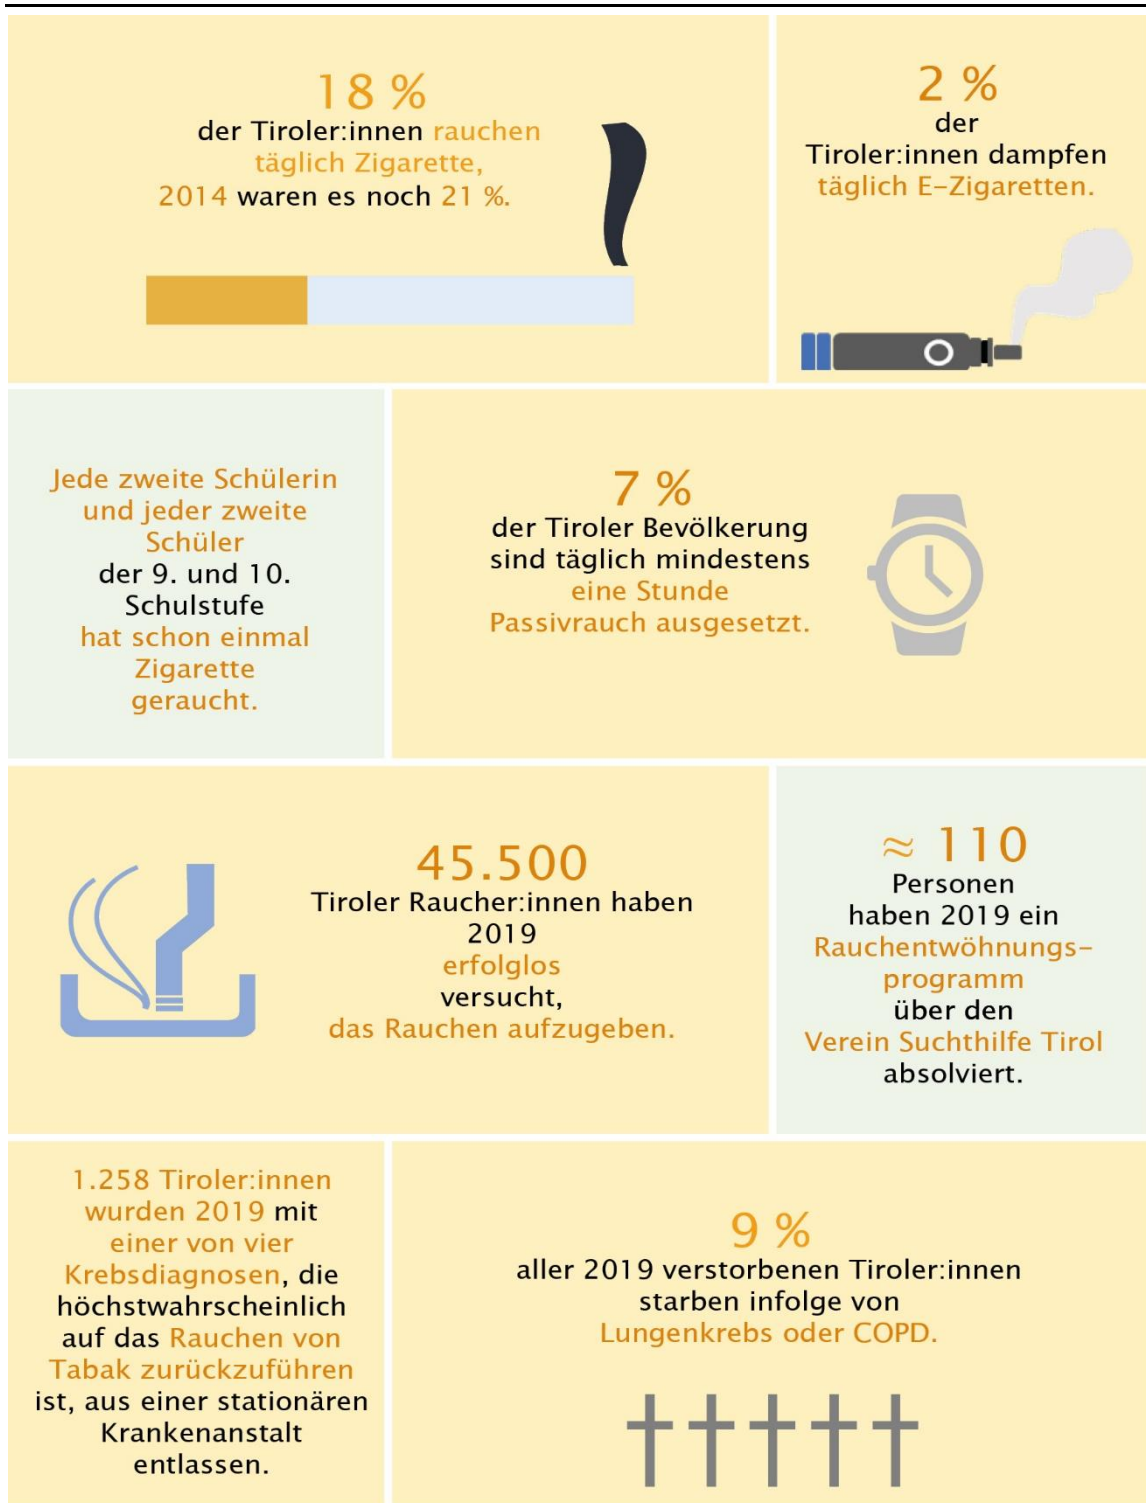 18 %
der Tiroler:innen rauchen
täglich Zigarette,
2014 waren es noch 21 %.
2 %
der
Tiroler:innen dampfen
täglich E-Zigaretten.
Jede zweite Schülerin
und jeder zweite
Schüler
der 9. und 10.
Schulstufe
hat schon einmal
Zigarette
geraucht.
7 %
der Tiroler Bevölkerung
sind täglich mindestens
eine Stunde
Passivrauch ausgesetzt.
45.500
Tiroler Raucher:innen haben
2019
erfolglos
versucht,
das Rauchen aufzugeben.
≈ 110
Personen
haben 2019 ein
Rauchentwöhnungs-
programm
über den
Verein Suchthilfe Tirol
absolviert.
1.258 Tiroler:innen
wurden 2019 mit
einer von vier
Krebsdiagnosen, die
höchstwahrscheinlich
auf das Rauchen von
Tabak zurückzuführen
ist, aus einer stationären
Krankenanstalt
entlassen.
9 %
aller 2019 verstorbenen Tiroler:innen
starben infolge von
Lungenkrebs oder COPD.